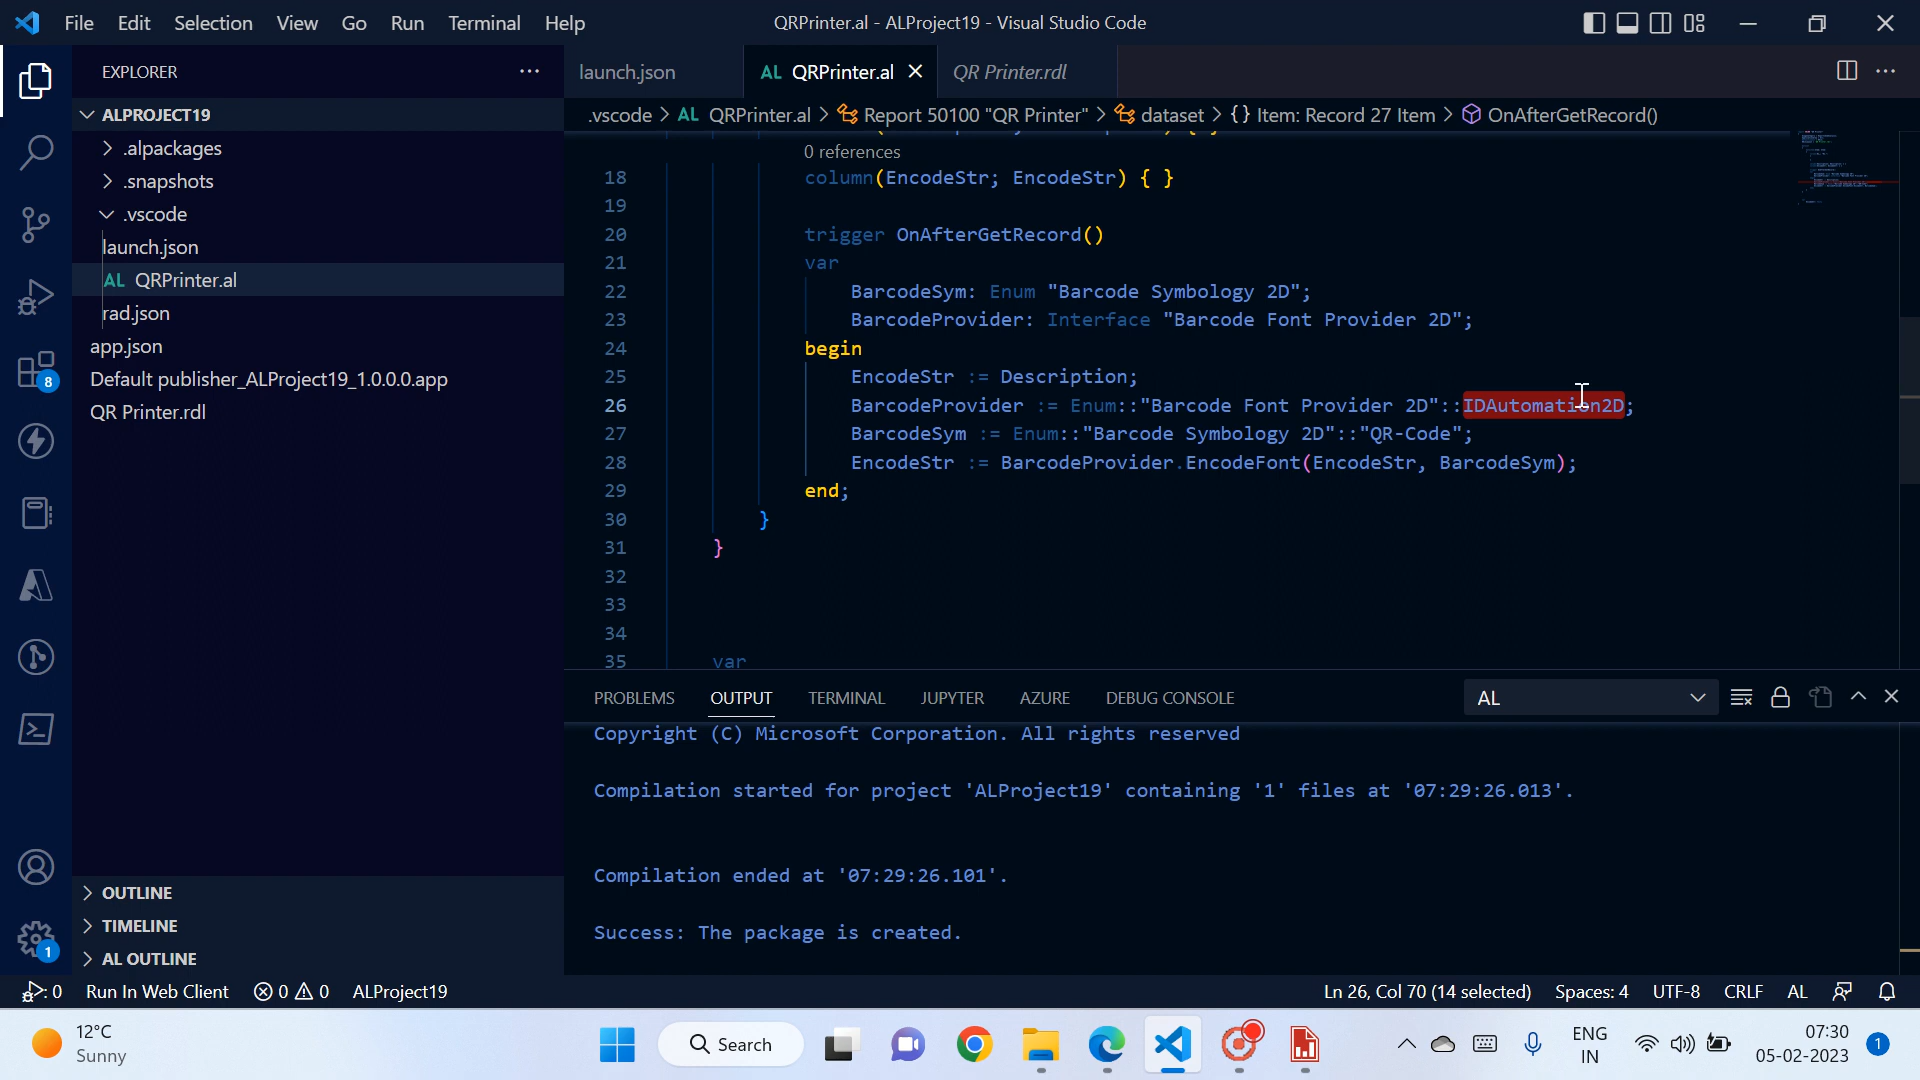 File Edit Selection View Go Run Terminal Help
QRPrinter.al - ALProject19 - Visual Studio Code
EXPLORER
launch.json
AL QRPrinter.al
QR Printer.rdl
ALPROJECT19
.vscode > AL QRPrinter.al > Report 50100 "QR Printer" > dataset > {} Item: Record 27 Item > OnAfterGetRecord()
.alpackages
.snapshots
.vscode
launch.json
AL QRPrinter.al
rad.json
app.json
Default publisher_ALProject19_1.0.0.0.app
QR Printer.rdl
8
OUTLINE
TIMELINE
AL OUTLINE
1
0 references
18 column(EncodeStr; EncodeStr) { }
19
20 trigger OnAfterGetRecord()
21 var
22 BarcodeSym: Enum "Barcode Symbology 2D";
23 BarcodeProvider: Interface "Barcode Font Provider 2D";
24 begin
25 EncodeStr := Description;
26 BarcodeProvider := Enum::"Barcode Font Provider 2D"::IDAutomation2D;
27 BarcodeSym := Enum::"Barcode Symbology 2D"::"QR-Code";
28 EncodeStr := BarcodeProvider.EncodeFont(EncodeStr, BarcodeSym);
29 end;
30 }
31 }
32
33
34
35 var
PROBLEMS OUTPUT TERMINAL JUPYTER AZURE DEBUG CONSOLE
AL
Copyright (C) Microsoft Corporation. All rights reserved
Compilation started for project 'ALProject19' containing '1' files at '07:29:26.013'.
Compilation ended at '07:29:26.101'.
Success: The package is created.
: 0 Run In Web Client 0 0 ALProject19
Ln 26, Col 70 (14 selected) Spaces: 4 UTF-8 CRLF AL
12°C
Sunny
Search
ENG
IN
07:30
05-02-2023
1